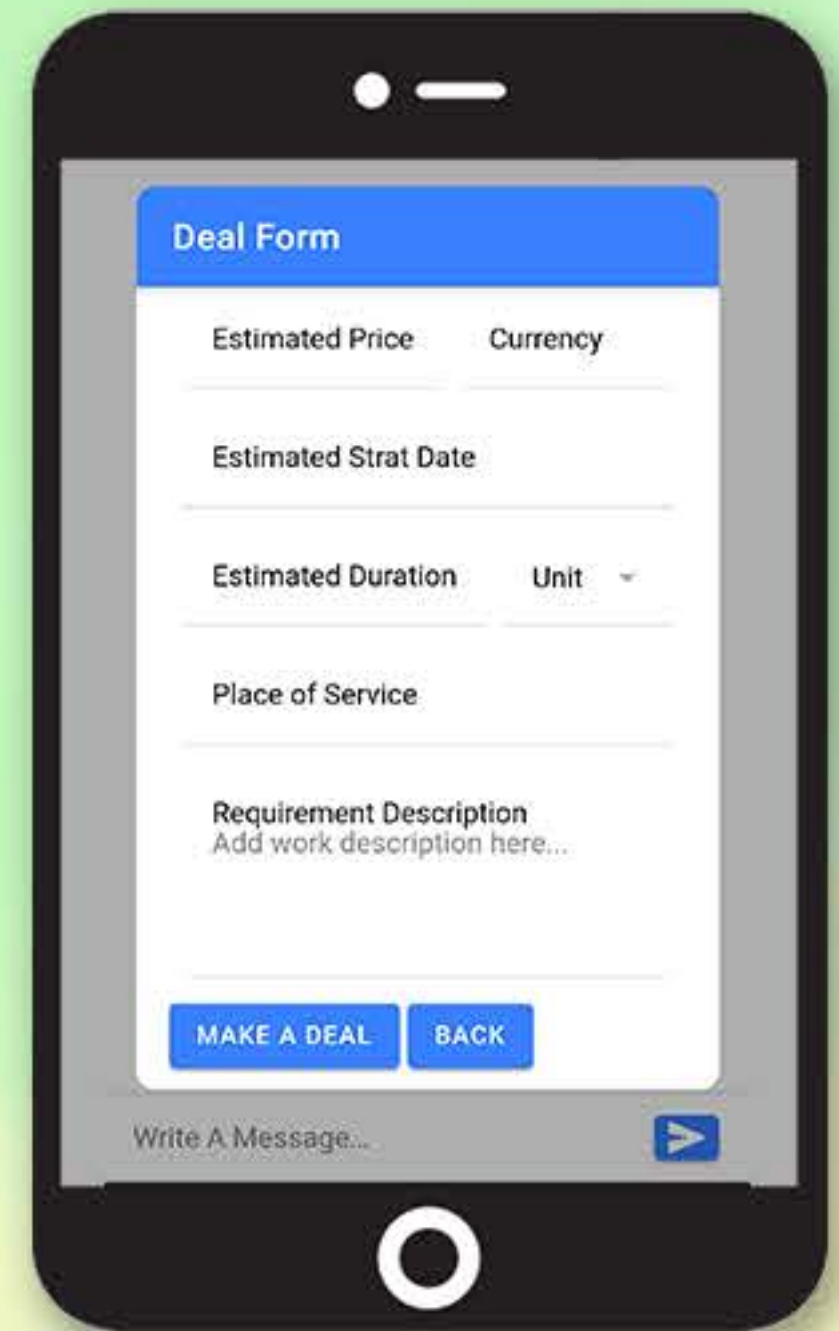 Deal Form
Estimated Price Currency
Estimated Strat Date
Estimated Duration Unit
Place of Service
Requirement Description
Add work description here...
MAKE A DEAL BACK
Write A Message...